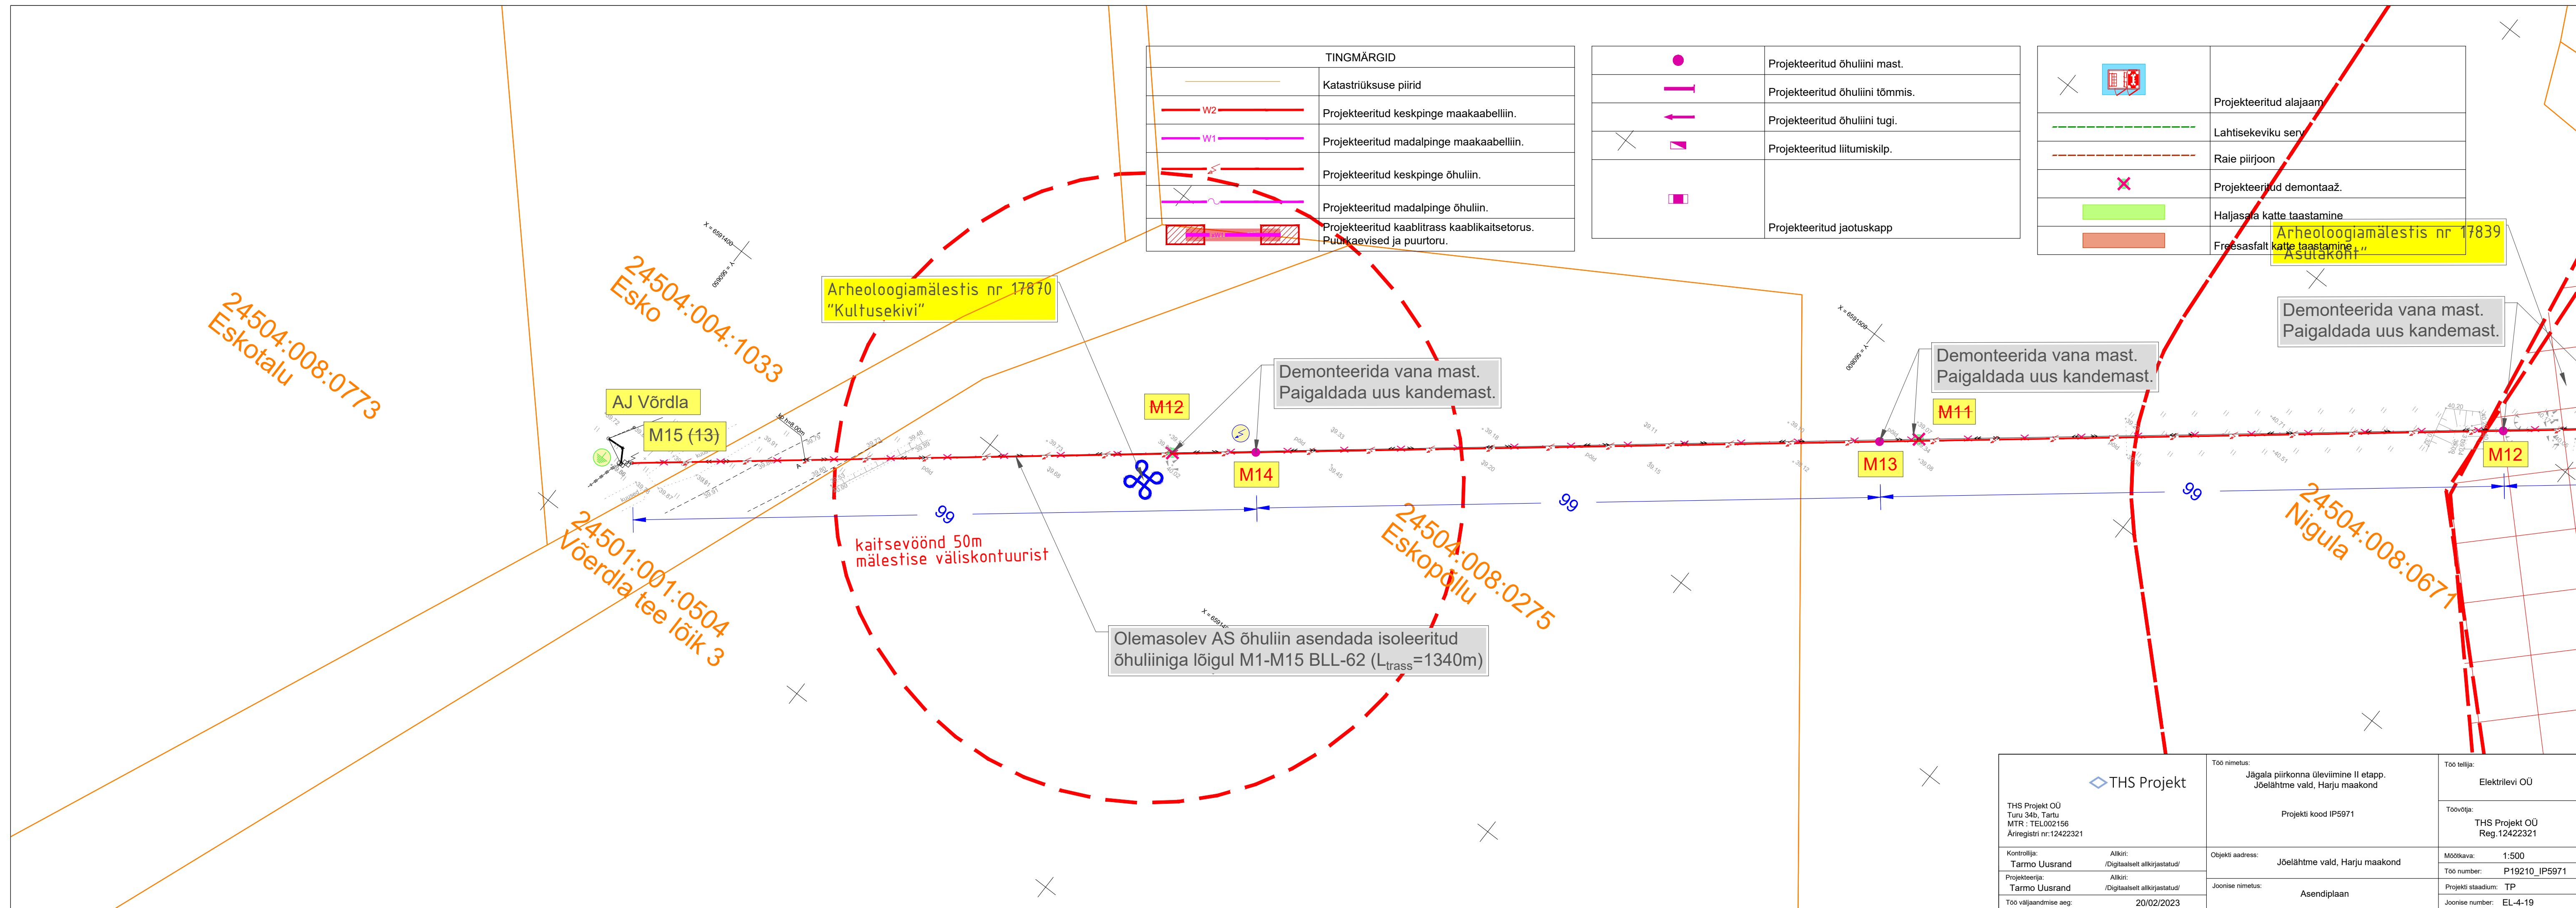 TINGMÄRGID
Katastriüksuse piirid
W2
Projekteeritud keskpinge maakaabelliin.
W1
Projekteeritud madalpinge maakaabelliin.
Projekteeritud keskpinge õhuliin.
Projekteeritud madalpinge õhuliin.
Projekteeritud kaablitrass kaablikaitsetorus.
Puurkaevised ja puurtoru.
Projekteeritud õhuliini mast.
Projekteeritud õhuliini tõmmis.
Projekteeritud õhuliini tugi.
Projekteeritud liitumiskilp.
Projekteeritud jaotuskapp
Projekteeritud alajaam
Lahtisekeviku serv
Raie piirjoon
Projekteeritud demontaaž.
Haljasala katte taastamine
Freesasfalt katte taastamine
Arheoloogiamälestis nr 17839
"Asulakoht"
X = 6591400
Y = 560650
24504:004:1033
Esko
24504:008:0773
Eskotalu
Arheoloogiamälestis nr 17870
"Kultusekivi"
X = 6591500
Y = 560800
Demonteerida vana mast.
Paigaldada uus kandemast.
Demonteerida vana mast.
Paigaldada uus kandemast.
Demonteerida vana mast.
Paigaldada uus kandemast.
AJ Võrdla
M15 (13)
M12
M11
M14
M13
M12
99
99
99
kaitsevöönd 50m
mälestise väliskontuurist
24501:001:0504
Võerdla tee lõik 3
24504:008:0275
Eskopõllu
24504:008:0671
Nigula
Olemasolev AS õhuliin asendada isoleeritud
õhuliiniga lõigul M1-M15 BLL-62 (Ltrass=1340m)
THS Projekt
THS Projekt OÜ
Turu 34b, Tartu
MTR : TEL002156
Äriregistri nr:12422321
Töö nimetus:
Jägala piirkonna üleviimine II etapp.
Jõelähtme vald, Harju maakond
Projekti kood IP5971
Töö tellija:
Elektrilevi OÜ
Töövõtja:
THS Projekt OÜ
Reg.12422321
Kontrollija:
Allkiri:
Tarmo Uusrand
/Digitaalselt allkirjastatud/
Projekteerija:
Allkiri:
Tarmo Uusrand
/Digitaalselt allkirjastatud/
Töö väljaandmise aeg:
20/02/2023
Objekti aadress:
Jõelähtme vald, Harju maakond
Joonise nimetus:
Asendiplaan
Mõõtkava:
1:500
Töö number:
P19210_IP5971
Projekti staadium:
TP
Joonise number:
EL-4-19